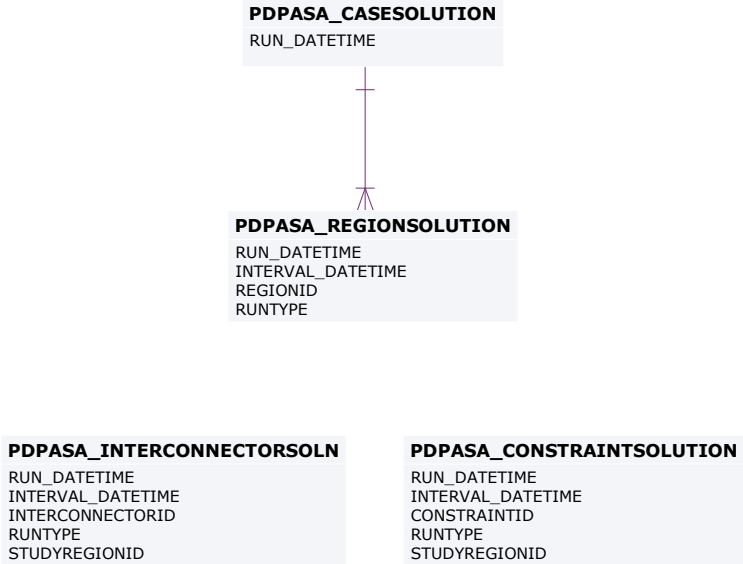 PDPASA_CASESOLUTION
RUN_DATETIME
PDPASA_REGIONSOLUTION
RUN_DATETIME
INTERVAL_DATETIME
REGIONID
RUNTYPE
PDPASA_INTERCONNECTORSOLN
RUN_DATETIME
INTERVAL_DATETIME
INTERCONNECTORID
RUNTYPE
STUDYREGIONID
PDPASA_CONSTRAINTSOLUTION
RUN_DATETIME
INTERVAL_DATETIME
CONSTRAINTID
RUNTYPE
STUDYREGIONID